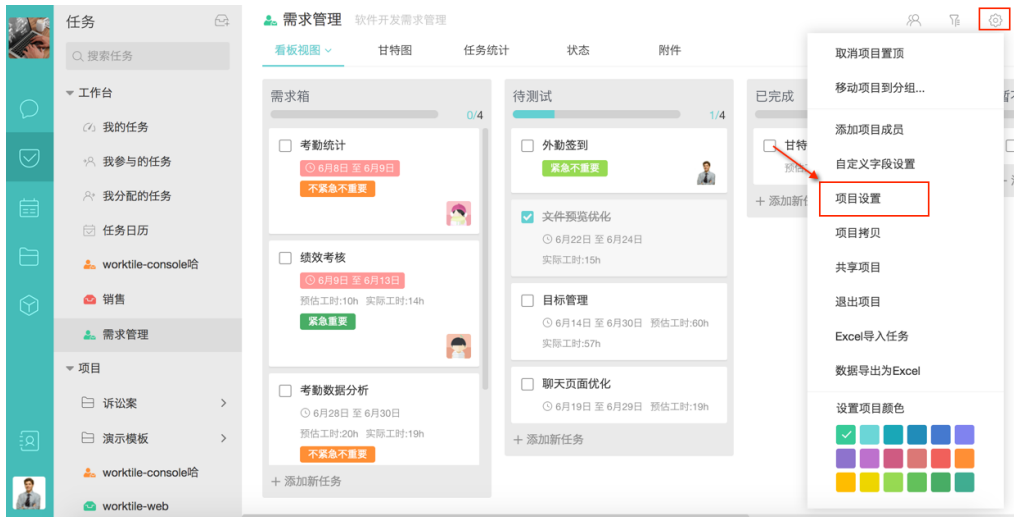 任务
搜索任务
工作台
我的任务
我参与的任务
我分配的任务
任务日历
worktile-console哈
销售
需求管理
项目
诉讼案
演示模板
worktile-console哈
worktile-web
需求管理 软件开发需求管理
看板视图 甘特图 任务统计 状态 附件
需求箱
0/4
考勤统计
6月8日 至 6月9日
不紧急不重要
绩效考核
6月9日 至 6月13日
预估工时:10h 实际工时:14h
紧急重要
考勤数据分析
6月28日 至 6月30日
预估工时:20h 实际工时:19h
不紧急不重要
+ 添加新任务
待测试
1/4
外勤签到
紧急不重要
文件预览优化
6月22日 至 6月24日
实际工时:15h
目标管理
6月14日 至 6月30日 预估工时:60h
实际工时:57h
聊天页面优化
6月19日 至 6月29日 预估工时:19h
+ 添加新任务
已完成
甘特
预估
+ 添加新
取消项目置顶
移动项目到分组...
添加项目成员
自定义字段设置
项目设置
项目拷贝
共享项目
退出项目
Excel导入任务
数据导出为Excel
设置项目颜色